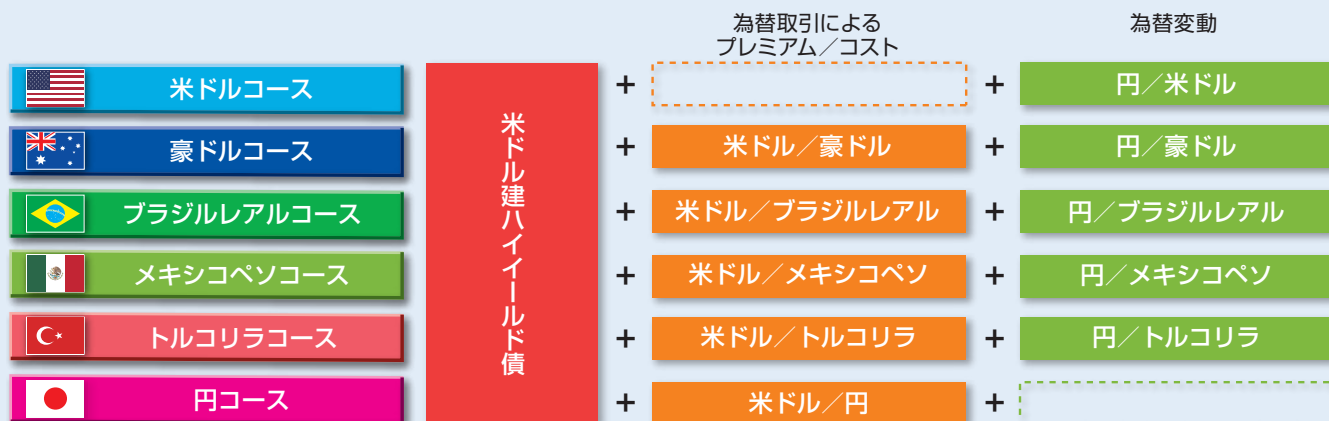 為替取引による
プレミアム／コスト
為替変動
米ドルコース
米ドル建ハイイールド債
+
+
円／米ドル
豪ドルコース
+
米ドル／豪ドル
+
円／豪ドル
ブラジルレアルコース
+
米ドル／ブラジルレアル
+
円／ブラジルレアル
メキシコペソコース
+
米ドル／メキシコペソ
+
円／メキシコペソ
トルコリラコース
+
米ドル／トルコリラ
+
円／トルコリラ
円コース
+
米ドル／円
+